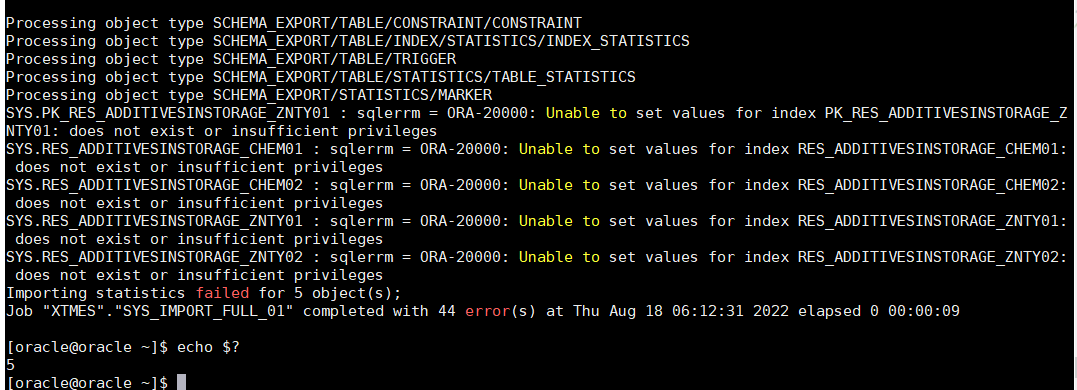 Processing object type SCHEMA_EXPORT/TABLE/CONSTRAINT/CONSTRAINT
Processing object type SCHEMA_EXPORT/TABLE/INDEX/STATISTICS/INDEX_STATISTICS
Processing object type SCHEMA_EXPORT/TABLE/TRIGGER
Processing object type SCHEMA_EXPORT/TABLE/STATISTICS/TABLE_STATISTICS
Processing object type SCHEMA_EXPORT/STATISTICS/MARKER
SYS.PK_RES_ADDITIVESINSTORAGE_ZNTY01 : sqlerrm = ORA-20000: Unable to set values for index PK_RES_ADDITIVESINSTORAGE_Z
NTY01: does not exist or insufficient privileges
SYS.RES_ADDITIVESINSTORAGE_CHEM01 : sqlerrm = ORA-20000: Unable to set values for index RES_ADDITIVESINSTORAGE_CHEM01:
 does not exist or insufficient privileges
SYS.RES_ADDITIVESINSTORAGE_CHEM02 : sqlerrm = ORA-20000: Unable to set values for index RES_ADDITIVESINSTORAGE_CHEM02:
 does not exist or insufficient privileges
SYS.RES_ADDITIVESINSTORAGE_ZNTY01 : sqlerrm = ORA-20000: Unable to set values for index RES_ADDITIVESINSTORAGE_ZNTY01:
 does not exist or insufficient privileges
SYS.RES_ADDITIVESINSTORAGE_ZNTY02 : sqlerrm = ORA-20000: Unable to set values for index RES_ADDITIVESINSTORAGE_ZNTY02:
 does not exist or insufficient privileges
Importing statistics failed for 5 object(s);
Job "XTMES"."SYS_IMPORT_FULL_01" completed with 44 error(s) at Thu Aug 18 06:12:31 2022 elapsed 0 00:00:09
[oracle@oracle ~]$ echo $?
5
[oracle@oracle ~]$